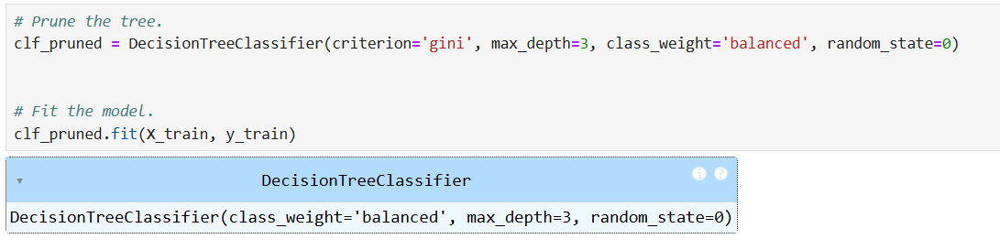 # Prune the tree.
clf_pruned = DecisionTreeClassifier(criterion='gini', max_depth=3, class_weight='balanced', random_state=0)
# Fit the model.
clf_pruned.fit(X_train, y_train)
▾ DecisionTreeClassifier i ?
DecisionTreeClassifier(class_weight='balanced', max_depth=3, random_state=0)